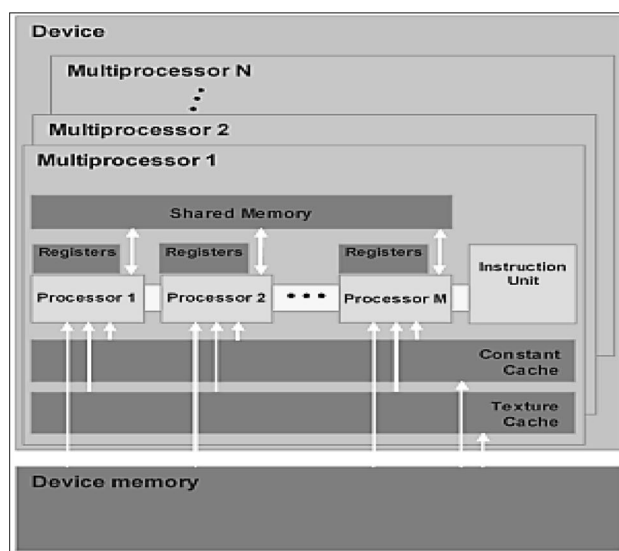 Device
Multiprocessor N
Multiprocessor 2
Multiprocessor 1
Shared Memory
Registers
Registers
Registers
Processor 1
Processor 2
Processor M
Instruction
Unit
Constant
Cache
Texture
Cache
Device memory